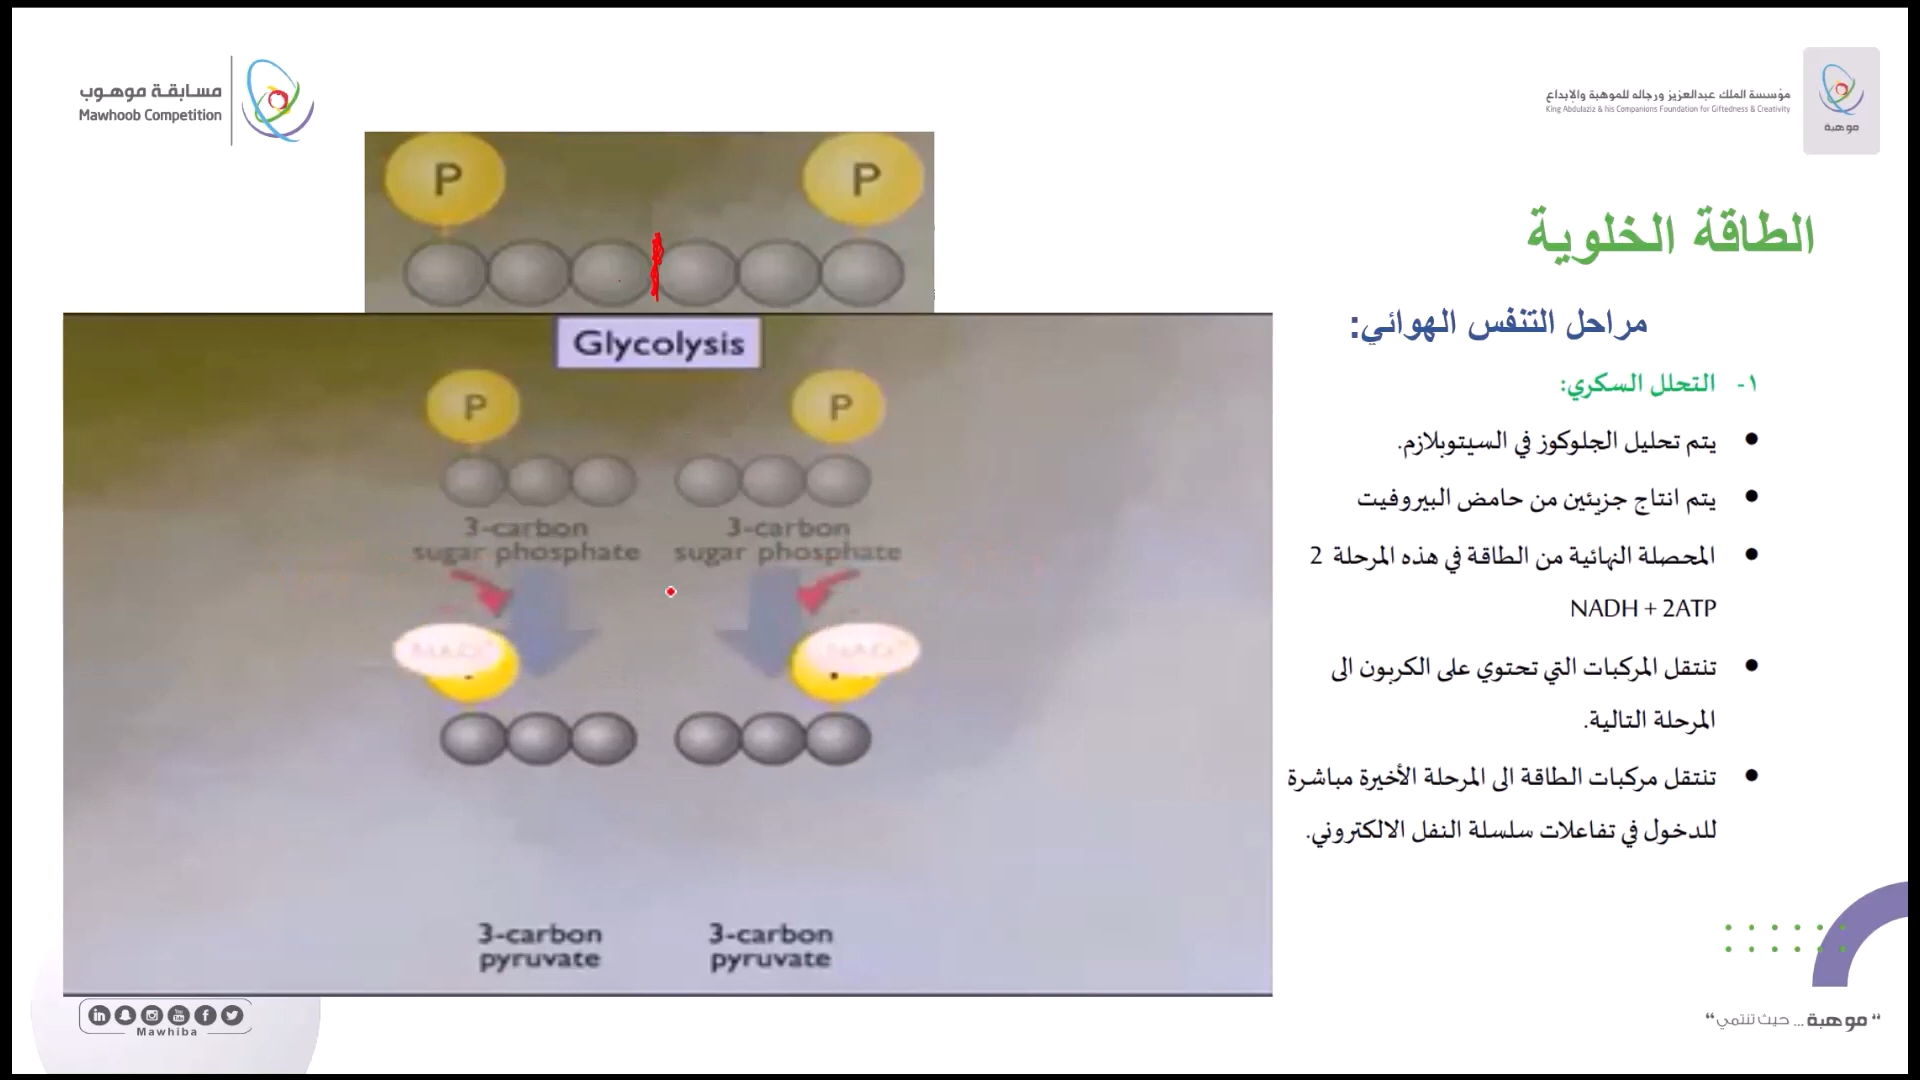 مسابقة موهوب
Mawhoob Competition
مؤسسة الملك عبدالعزيز ورجاله للموهبة والإبداع
King Abdulaziz & his Companions Foundation for Giftedness & Creativity
موهبة
الطاقة الخلوية
مراحل التنفس الهوائي:
١- التحلل السكري:
● يتم تحليل الجلوكوز في السيتوبلازم.
● يتم انتاج جزيئين من حامض البيروفيت
● المحصلة النهائية من الطاقة في هذه المرحلة 2
NADH + 2ATP
● تنتقل المركبات التي تحتوي على الكربون الى
المرحلة التالية.
● تنتقل مركبات الطاقة الى المرحلة الأخيرة مباشرة
للدخول في تفاعلات سلسلة النفل الالكتروني.
P P
Glycolysis
P P
3-carbon 3-carbon
sugar phosphate sugar phosphate
3-carbon 3-carbon
pyruvate pyruvate
Mawhiba
"موهبة ... حيث تنتمي"